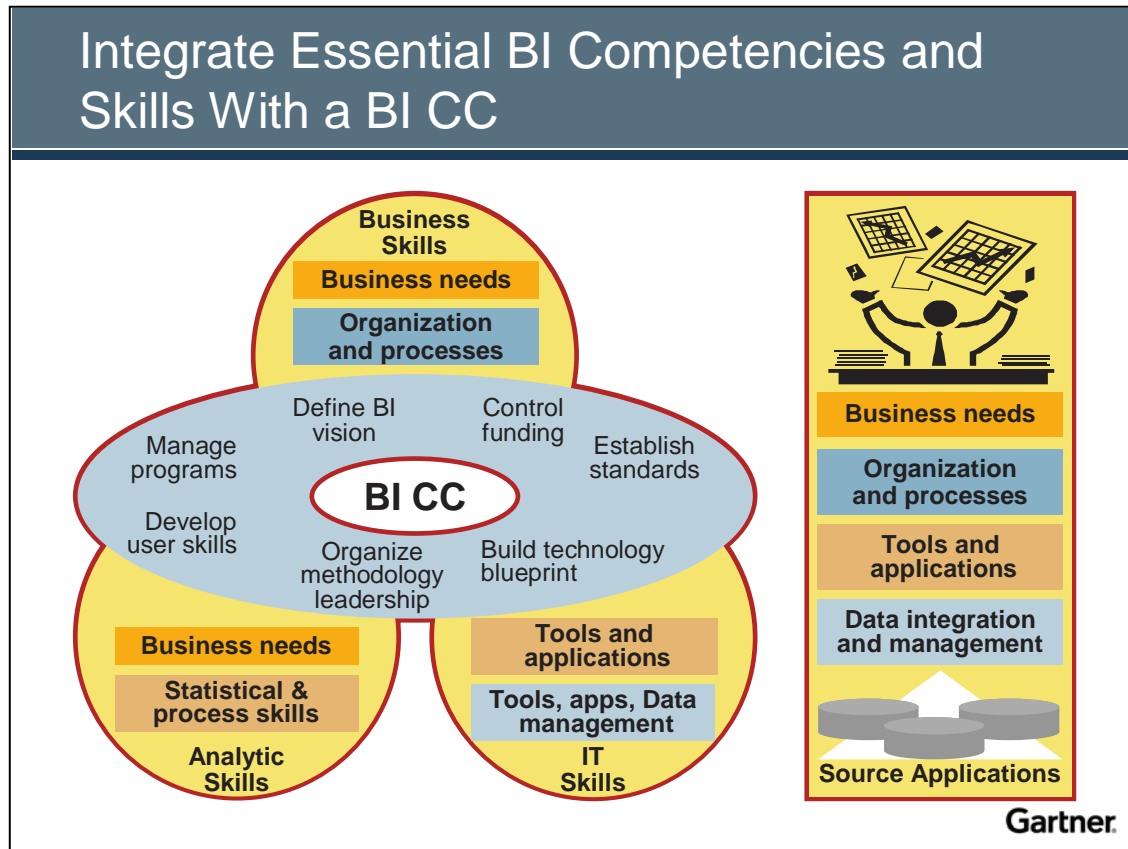 Integrate Essential BI Competencies and
Skills With a BI CC
Business
Skills
Business needs
Organization
and processes
Define BI
vision
Control
funding
Manage
programs
Establish
standards
BI CC
Develop
user skills
Organize
methodology
leadership
Build technology
blueprint
Business needs
Statistical &
process skills
Analytic
Skills
Tools and
applications
Tools, apps, Data
management
IT
Skills
Business needs
Organization
and processes
Tools and
applications
Data integration
and management
Source Applications
Gartner.